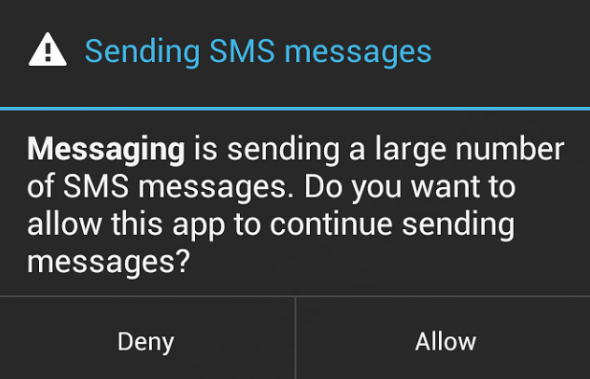 Sending SMS messages
Messaging is sending a large number
of SMS messages. Do you want to
allow this app to continue sending
messages?
Deny
Allow